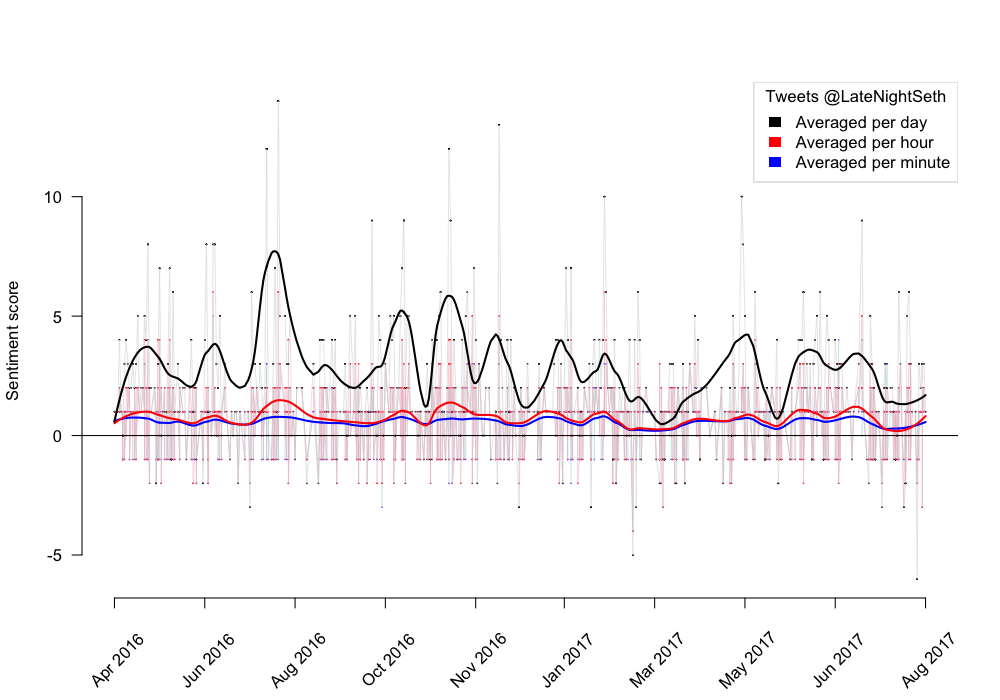 Tweets @LateNightSeth
Averaged per day
Averaged per hour
Averaged per minute
Sentiment score
10
5
0
-5
Apr 2016
Jun 2016
Aug 2016
Oct 2016
Nov 2016
Jan 2017
Mar 2017
May 2017
Jun 2017
Aug 2017